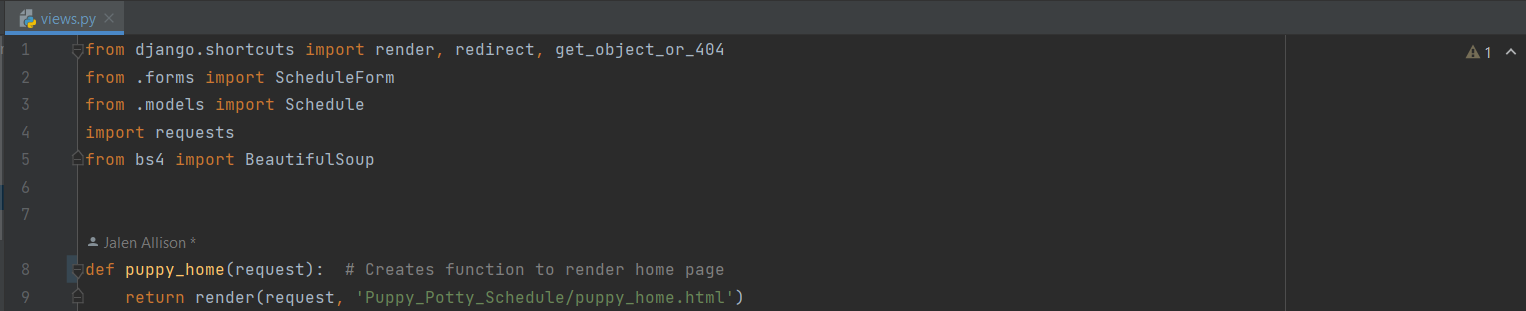 views.py
1 from django.shortcuts import render, redirect, get_object_or_404
1
2 from .forms import ScheduleForm
3 from .models import Schedule
4 import requests
5 from bs4 import BeautifulSoup
6
7
Jalen Allison *
8 def puppy_home(request):  # Creates function to render home page
9     return render(request, 'Puppy_Potty_Schedule/puppy_home.html')